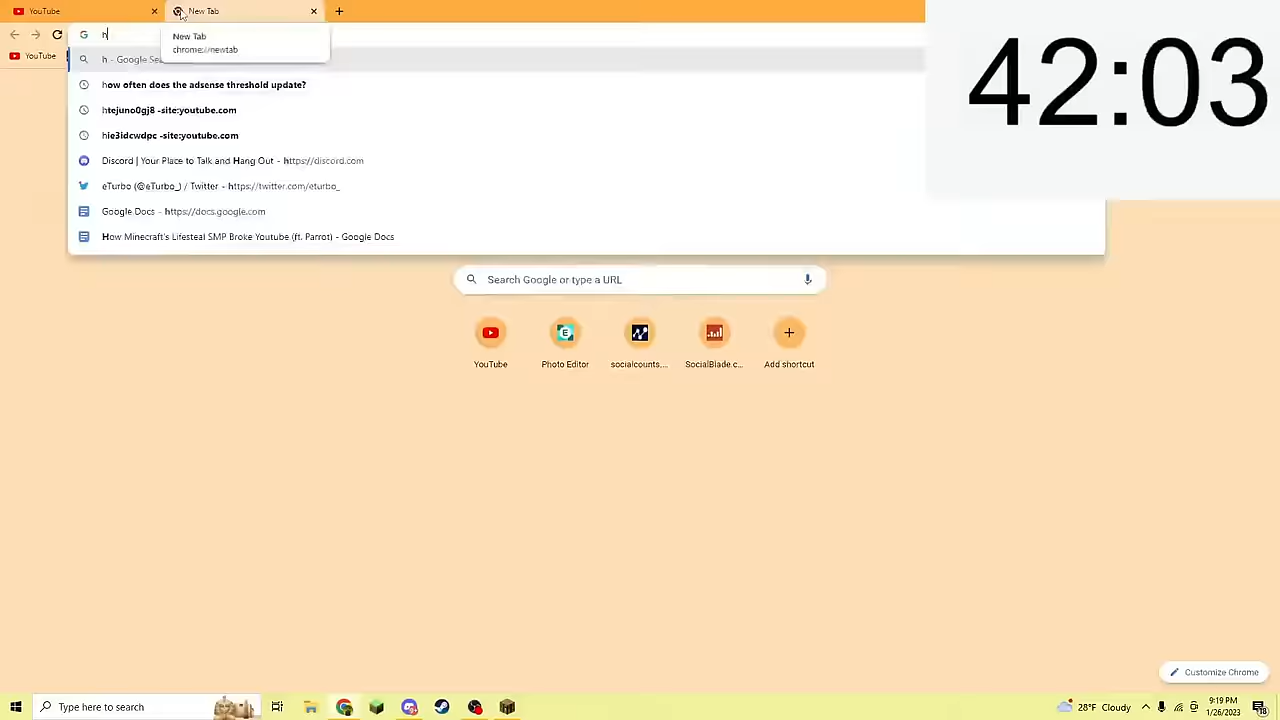 YouTube
New Tab
42:03
h
New Tab
chrome://newtab
YouTube
h - Google Sea
how often does the adsense threshold update?
htejuno0gj8 -site:youtube.com
hie3idcwdpc -site:youtube.com
Discord | Your Place to Talk and Hang Out - https://discord.com
eTurbo (@eTurbo_) / Twitter - https://twitter.com/eturbo_
Google Docs - https://docs.google.com
How Minecraft's Lifesteal SMP Broke Youtube (ft. Parrot) - Google Docs
Search Google or type a URL
YouTube
Photo Editor
socialcounts,...
SocialBlade.c...
Add shortcut
Customize Chrome
Type here to search
28°F Cloudy
9:19 PM
1/26/2023
18